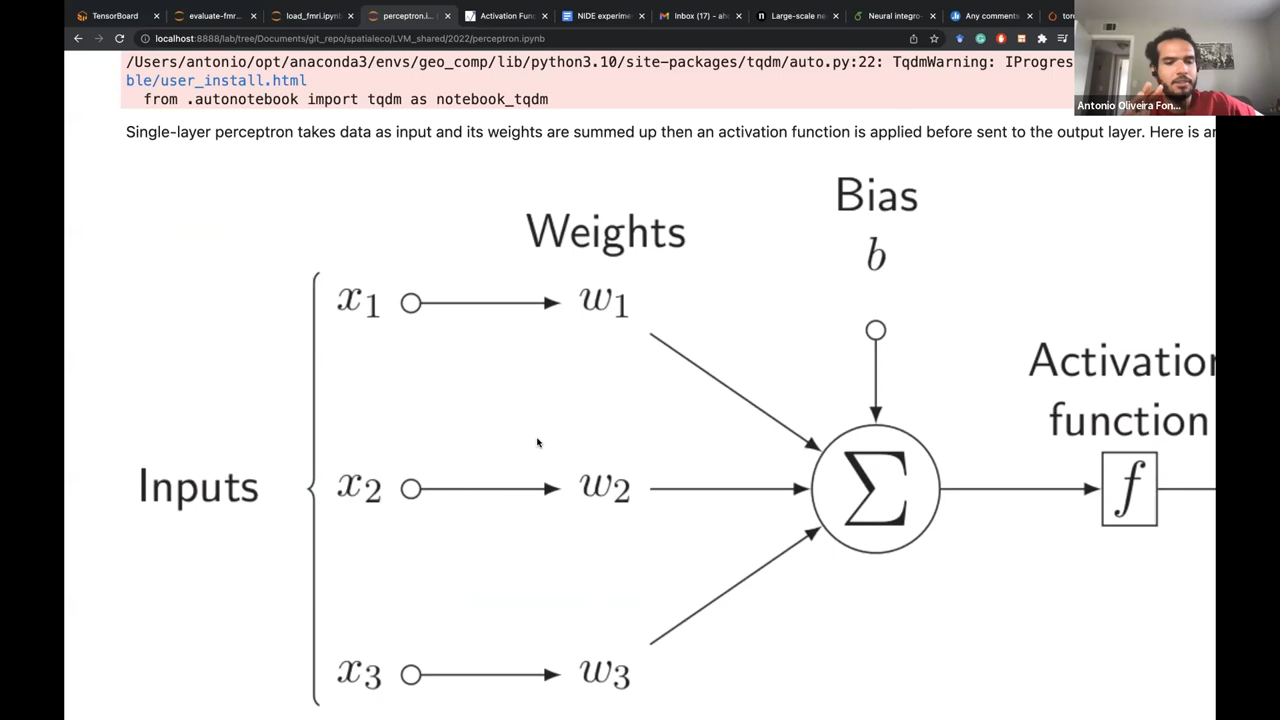 TensorBoard
evaluate-fmr...
load_fmri.ipyn
perceptron.i...
Activation Fun
NIDE experime
Inbox (17) - ah
Large-scale ne
Neural integro-
Any comments
tor
localhost:8888/lab/tree/Documents/git_repo/spatialeco/LVM_shared/2022/perceptron.ipynb
/Users/antonio/opt/anaconda3/envs/geo_comp/lib/python3.10/site-packages/tqdm/auto.py:22: TqdmWarning: IProgres
ble/user_install.html
from .autonotebook import tqdm as notebook_tqdm
Antonio Oliveira Fon...
Single-layer perceptron takes data as input and its weights are summed up then an activation function is applied before sent to the output layer. Here is ar
Bias
b
Weights
x1 w1
Activation
function
Inputs
x2 w2 Σ f
x3 w3